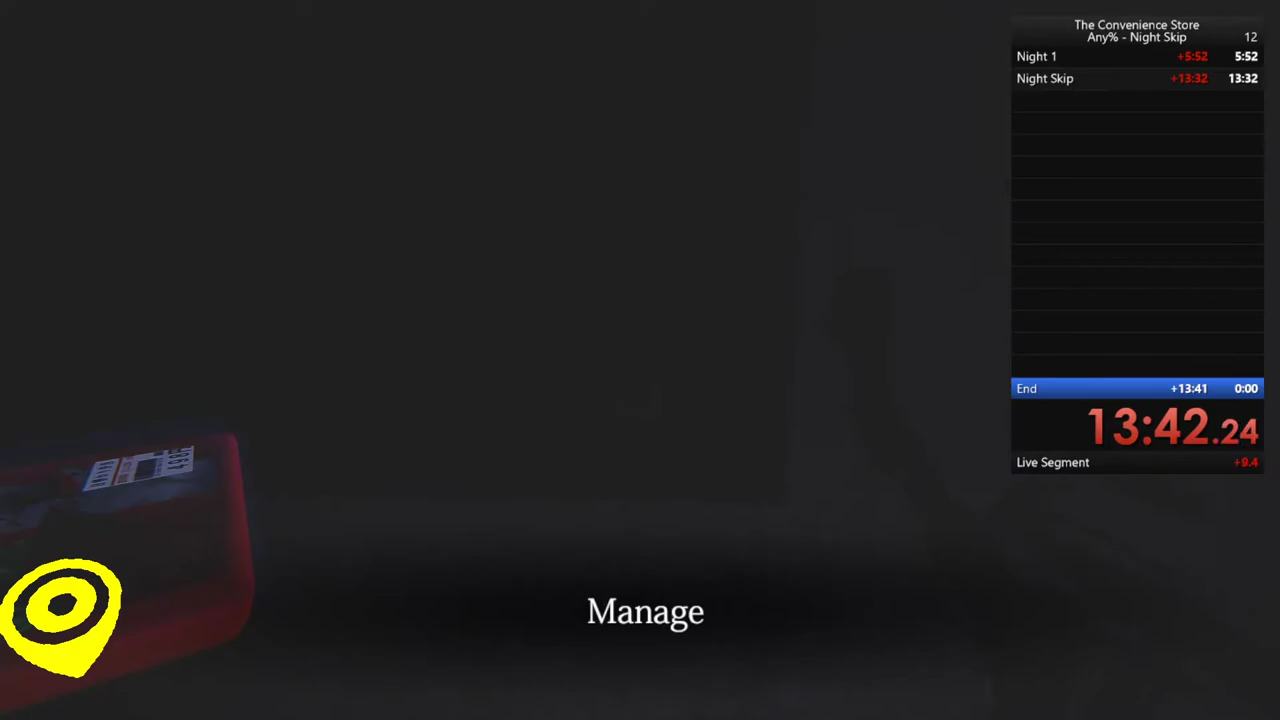 The Convenience Store
Any% - Night Skip 12
Night 1 +5:52 5:52
Night Skip +13:32 13:32
End +13:41 0:00
13:42.24
Live Segment +9.4
Manage